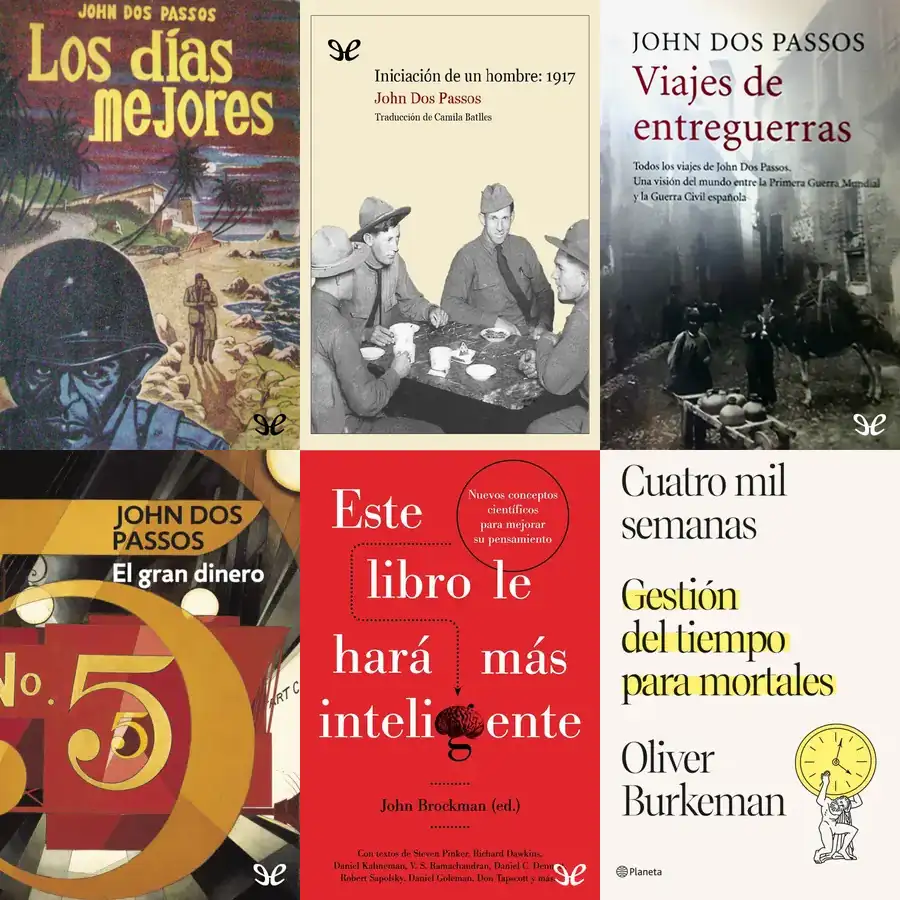 JOHN DOS PASSOS
Los días
mejores
Iniciación de un hombre: 1917
John Dos Passos
Traducción de Camila Batlles
JOHN DOS PASSOS
Viajes de
entreguerras
Todos los viajes de John Dos Passos.
Una visión del mundo entre la Primera Guerra Mundial
y la Guerra Civil española
JOHN DOS
PASSOS
El gran dinero
No. 5
5
5
ART C
Este
libro le
hará más
inteligente
Nuevos conceptos
científicos
para mejorar
su pensamiento
John Brockman (ed.)
Con textos de Steven Pinker, Richard Dawkins,
Daniel Kahneman, V. S. Ramachandran, Daniel C.
Robert Sapolsky, Daniel Goleman, Don Tapscott y más
Cuatro mil
semanas
Gestión
del tiempo
para mortales
Oliver
Burkeman
Planeta